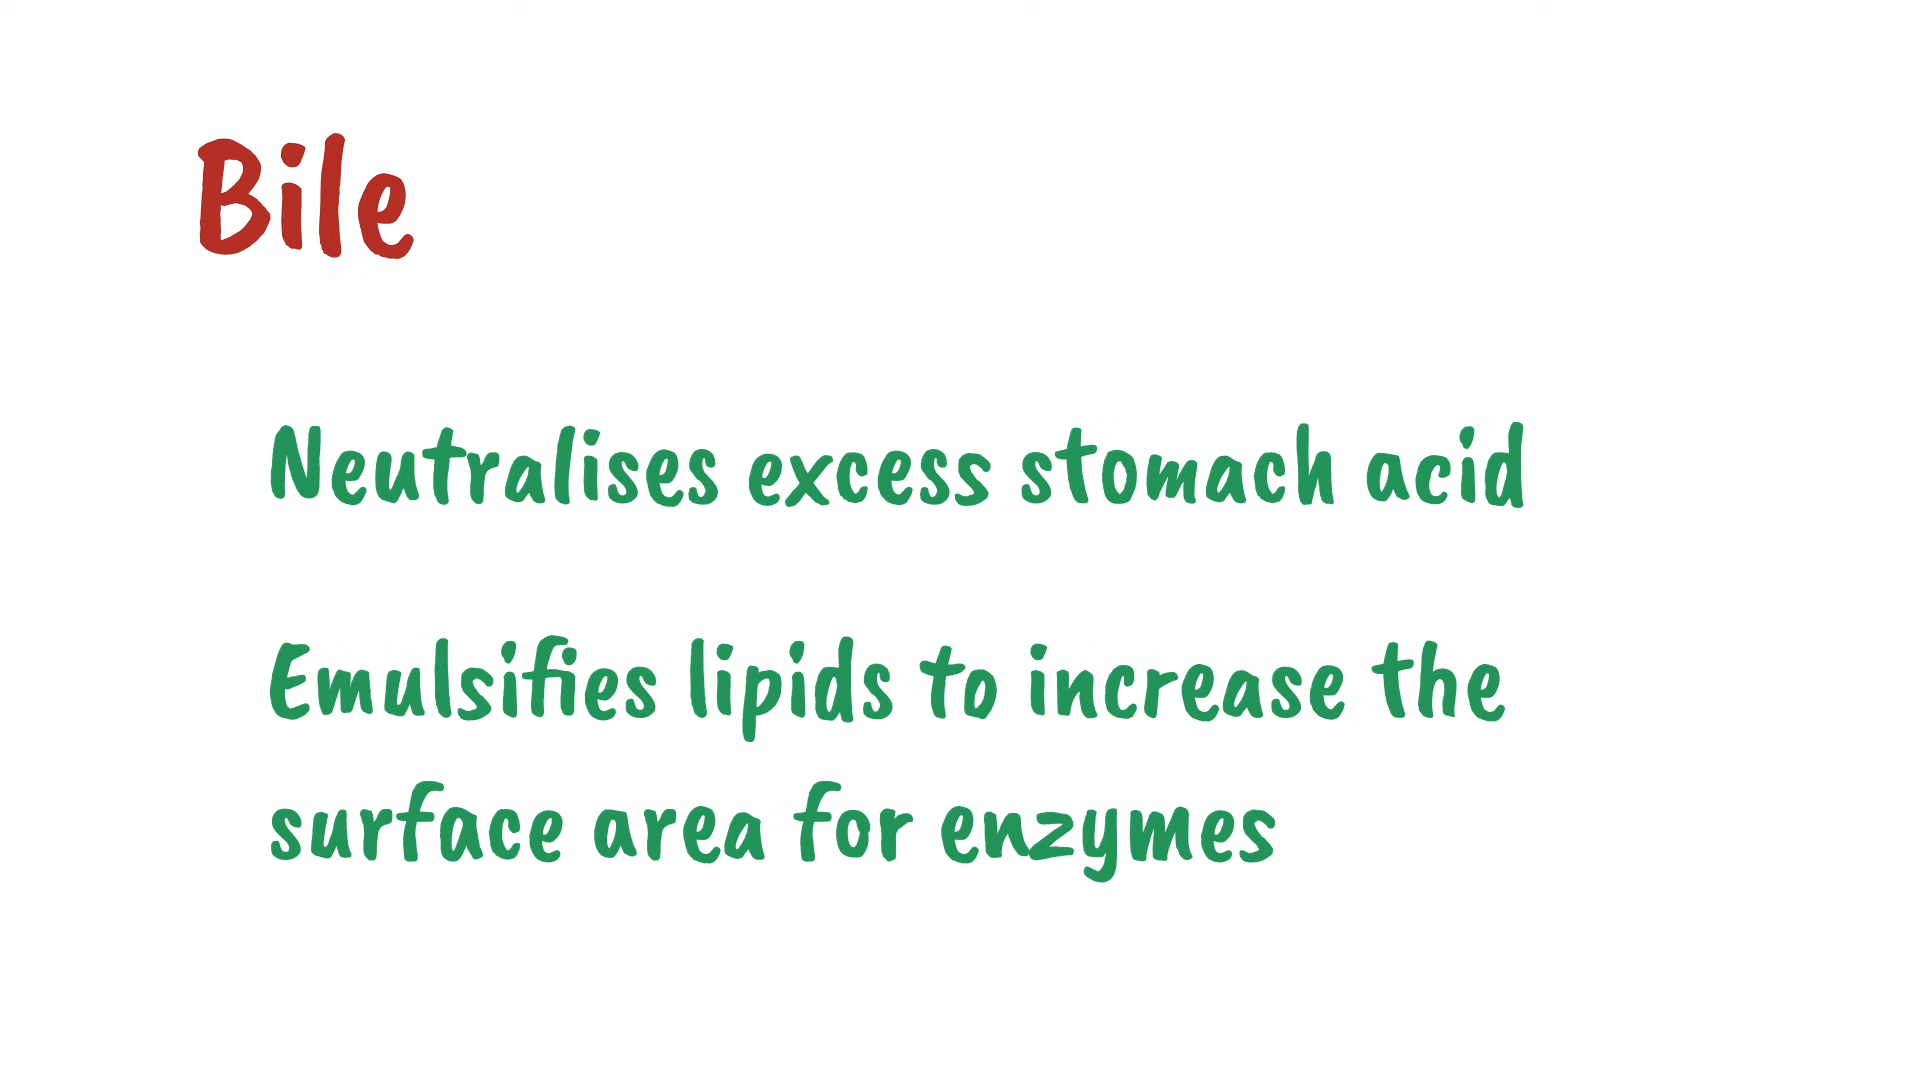 Bile
Neutralises excess stomach acid
Emulsifies lipids to increase the
surface area for enzymes